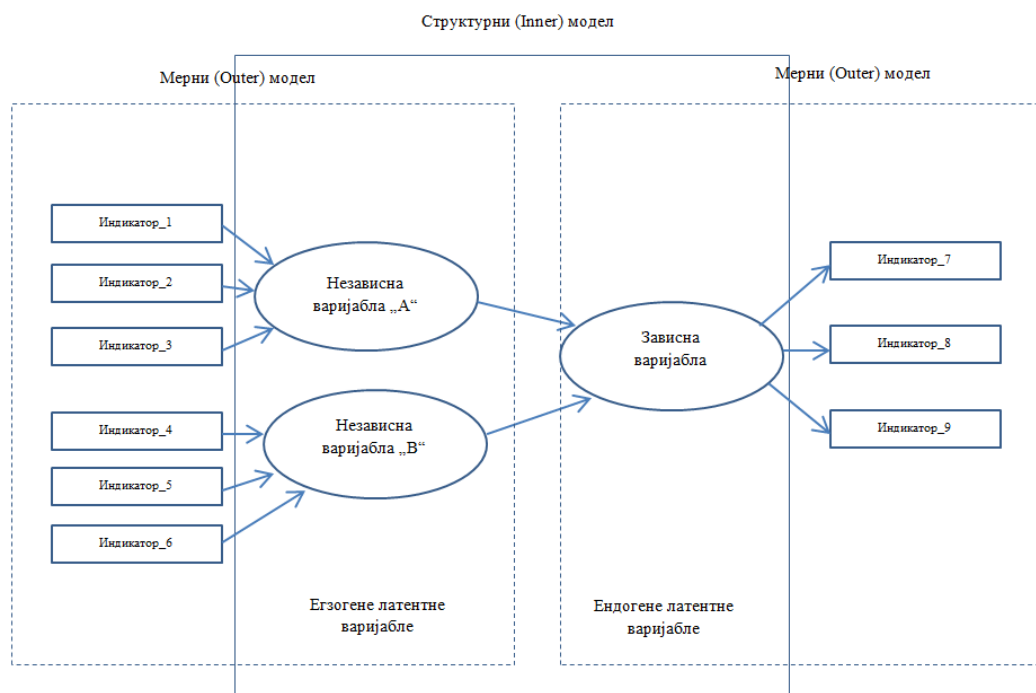 Структурни (Inner) модел
Мерни (Outer) модел
Мерни (Outer) модел
Индикатор_1
Индикатор_2
Индикатор_3
Индикатор_4
Индикатор_5
Индикатор_6
Независна
варијабла „А“
Независна
варијабла „В“
Зависна
варијабла
Индикатор_7
Индикатор_8
Индикатор_9
Егзогене латентне
варијабле
Ендогене латентне
варијабле